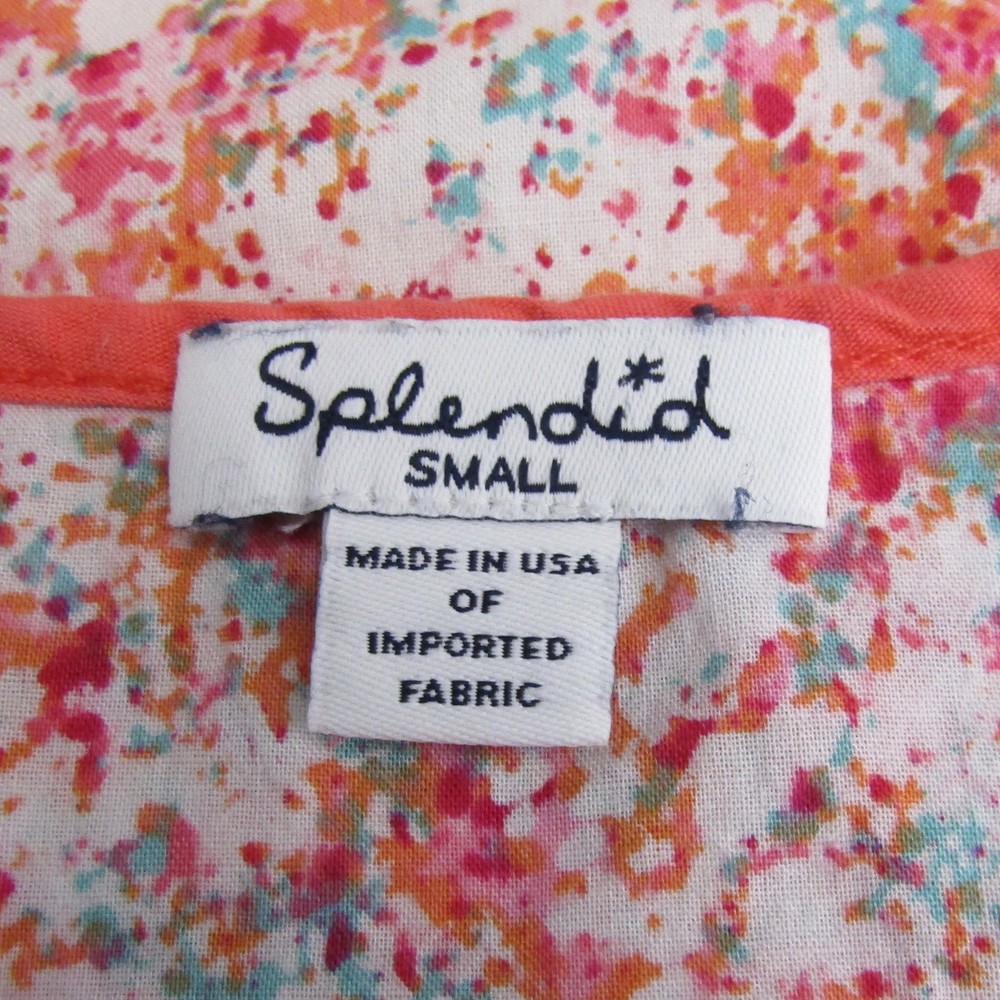 Splendid
SMALL
MADE IN USA
OF
IMPORTED
FABRIC